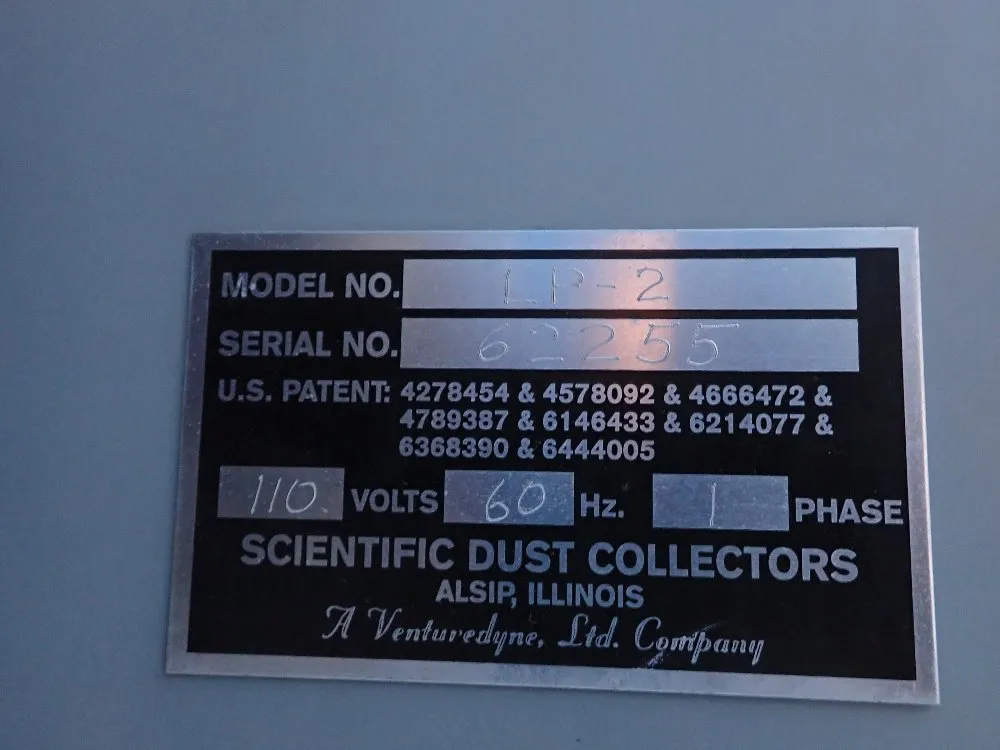 MODEL NO. LP-2
SERIAL NO. 62255
U.S. PATENT: 4278454 & 4578092 & 4666472 &
4789387 & 6146433 & 6214077 &
6368390 & 6444005
110 VOLTS 60 Hz. 1 PHASE
SCIENTIFIC DUST COLLECTORS
ALSIP, ILLINOIS
A Venturedyne, Ltd. Company